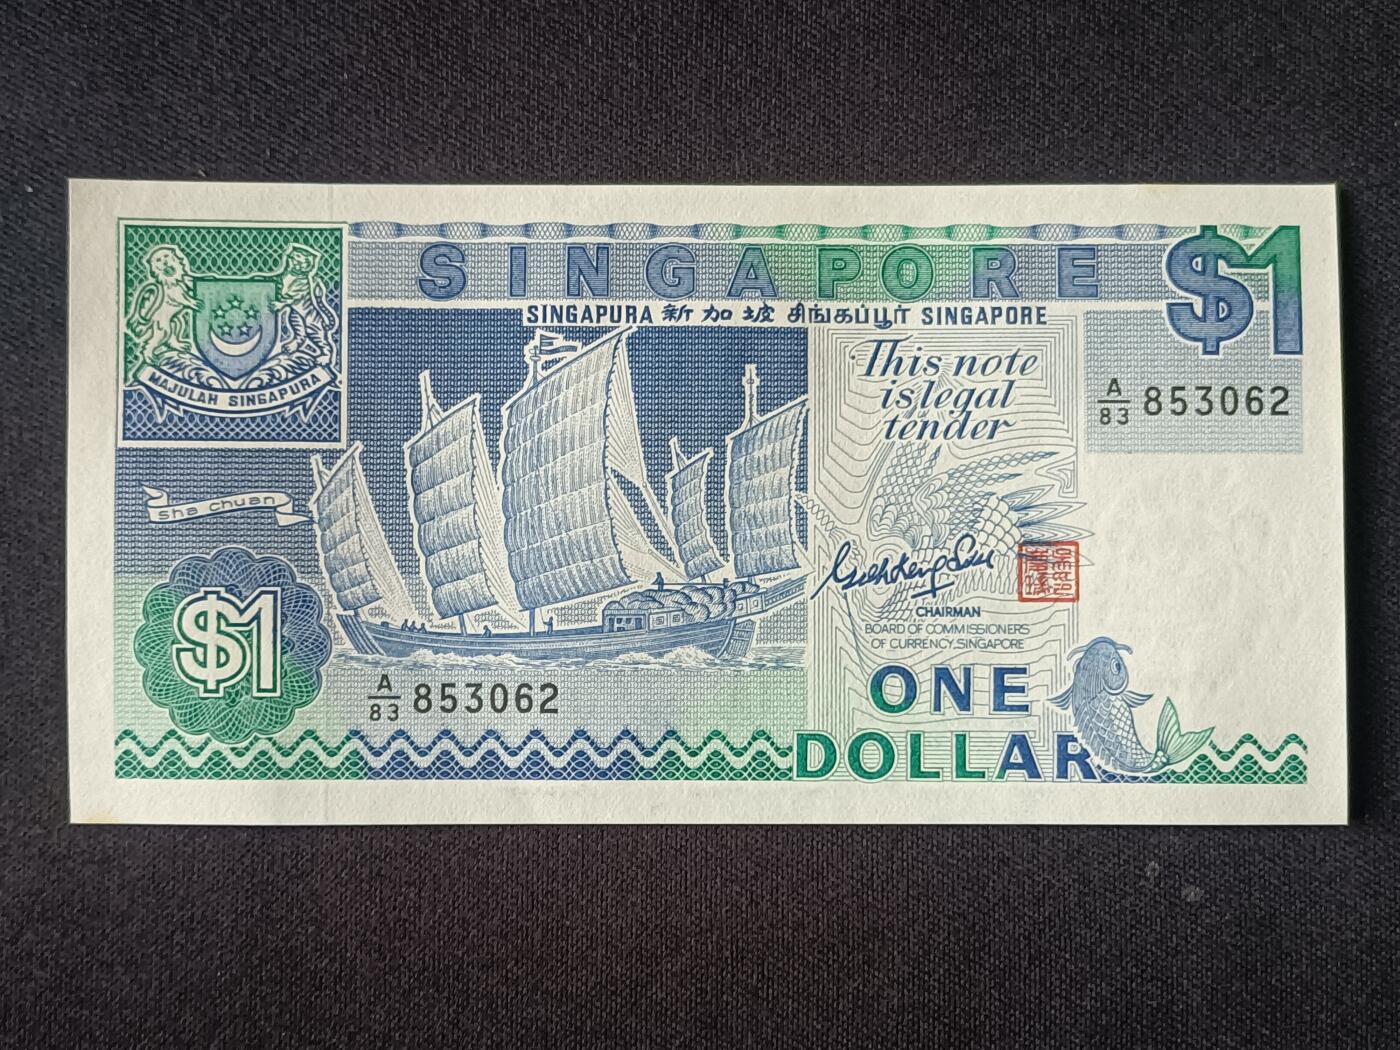 SINGAPORE
$1
SINGAPURA 新加坡 சிங்கப்பூர் SINGAPORE
MAJULAH SINGAPURA
This note
is legal
tender
A/83 853062
sha chuan
CHAIRMAN
BOARD OF COMMISSIONERS
OF CURRENCY, SINGAPORE
$1
A/83 853062
ONE
DOLLAR